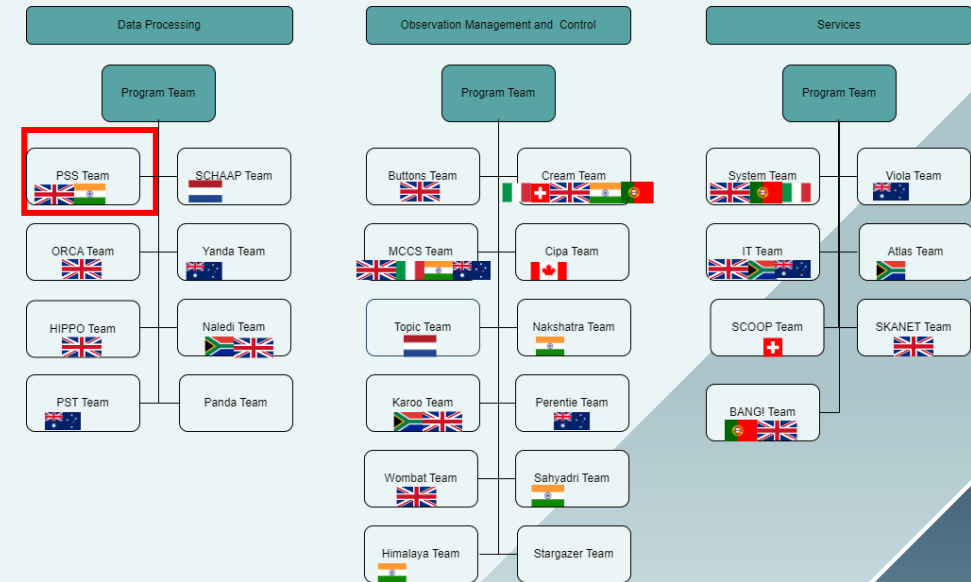 Data Processing
Observation Management and Control
Services
Program Team
Program Team
Program Team
PSS Team
SCHAAP Team
Buttons Team
Cream Team
System Team
Viola Team
ORCA Team
Yanda Team
MCCS Team
Cipa Team
IT Team
Atlas Team
HIPPO Team
Naledi Team
Topic Team
Nakshatra Team
SCOOP Team
SKANET Team
PST Team
Panda Team
Karoo Team
Perentie Team
BANG! Team
Wombat Team
Sahyadri Team
Himalaya Team
Stargazer Team